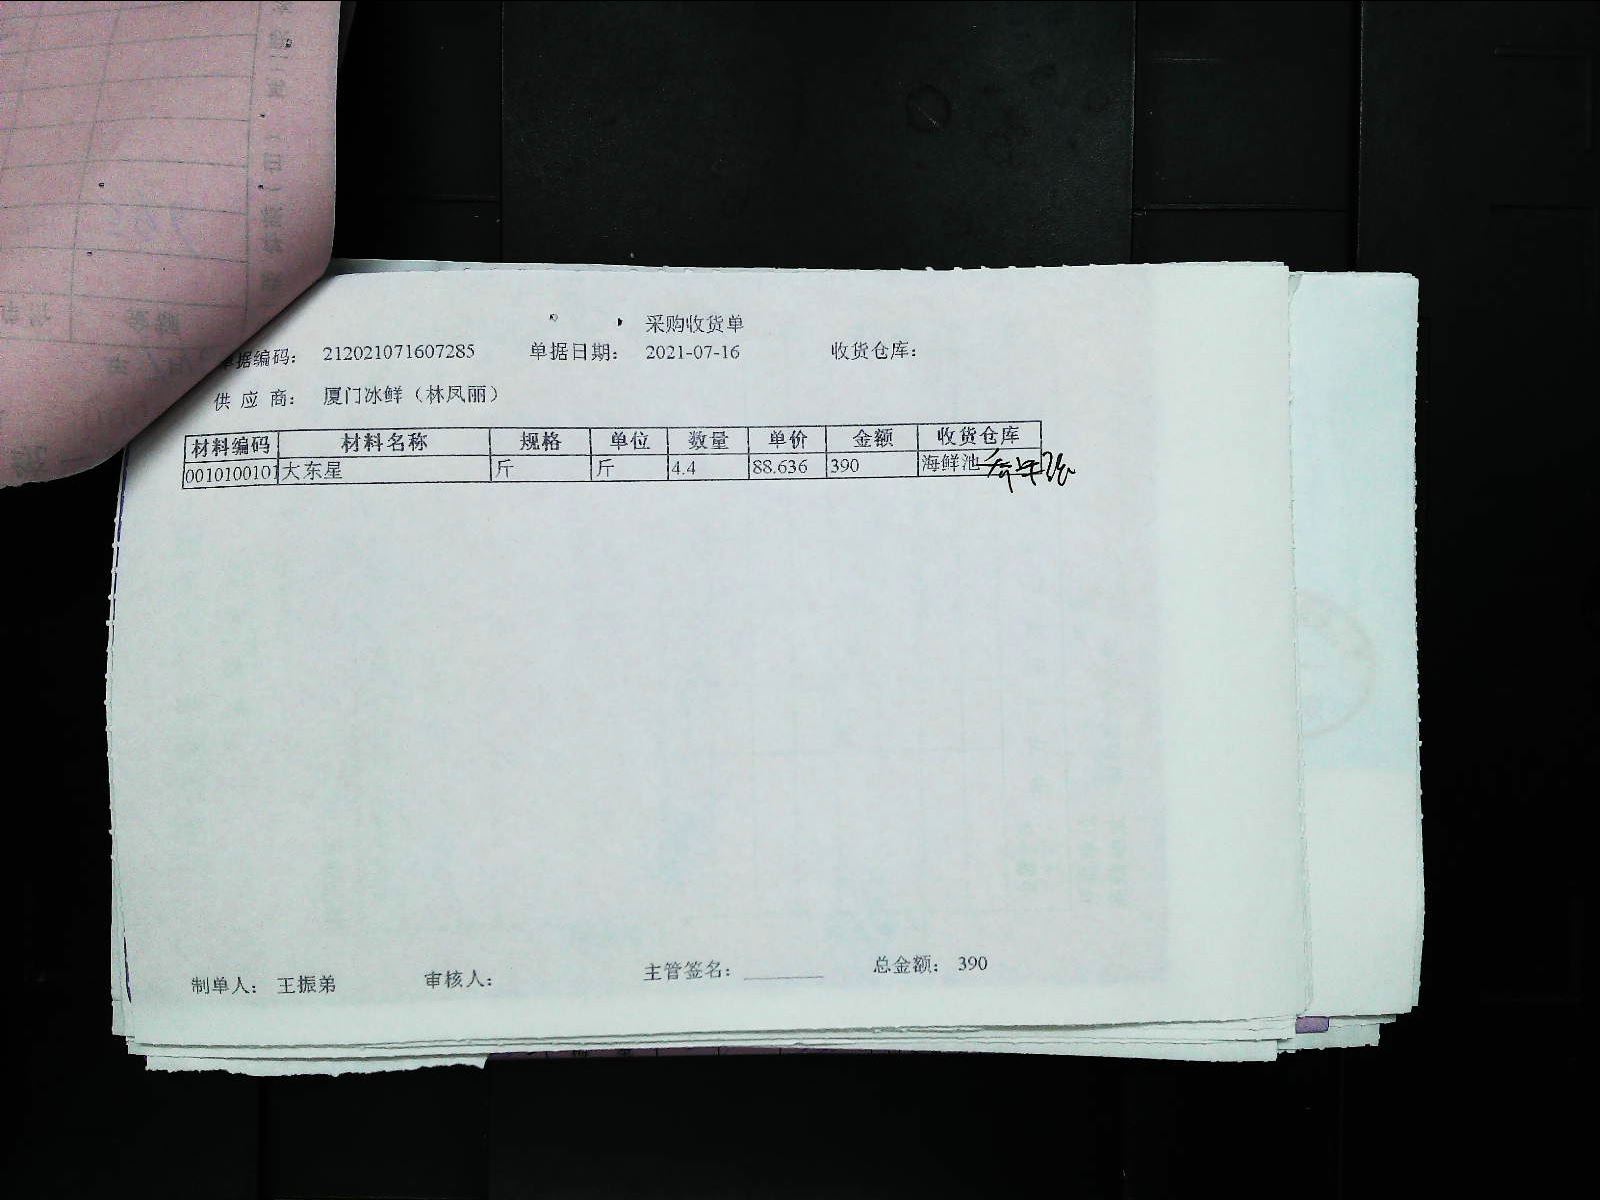 采购收货单
单据编码： 212021071607285 单据日期： 2021-07-16 收货仓库：
供 应 商： 厦门冰鲜（林凤丽）
材料编码 材料名称 规格 单位 数量 单价 金额 收货仓库
0010100101 大东星 斤 斤 4.4 88.636 390 海鲜池
制单人： 王振弟 审核人： 主管签名： 总金额： 390